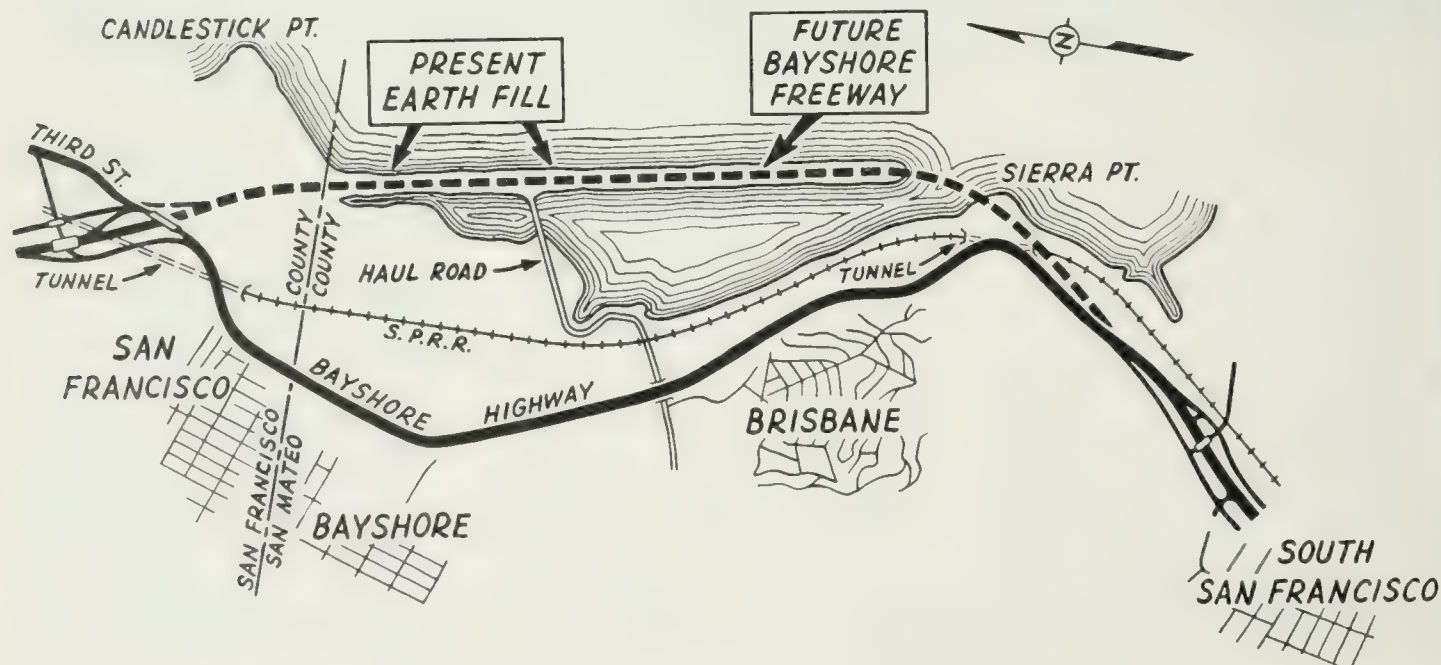 CANDLESTICK PT.
PRESENT
EARTH FILL
FUTURE
BAYSHORE
FREEWAY
N
THIRD ST.
SIERRA PT.
TUNNEL
COUNTY
COUNTY
HAUL ROAD
TUNNEL
S.P.R.R.
SAN
FRANCISCO
BAYSHORE HIGHWAY
BRISBANE
SAN FRANCISCO
SAN MATEO
BAYSHORE
SOUTH
SAN FRANCISCO